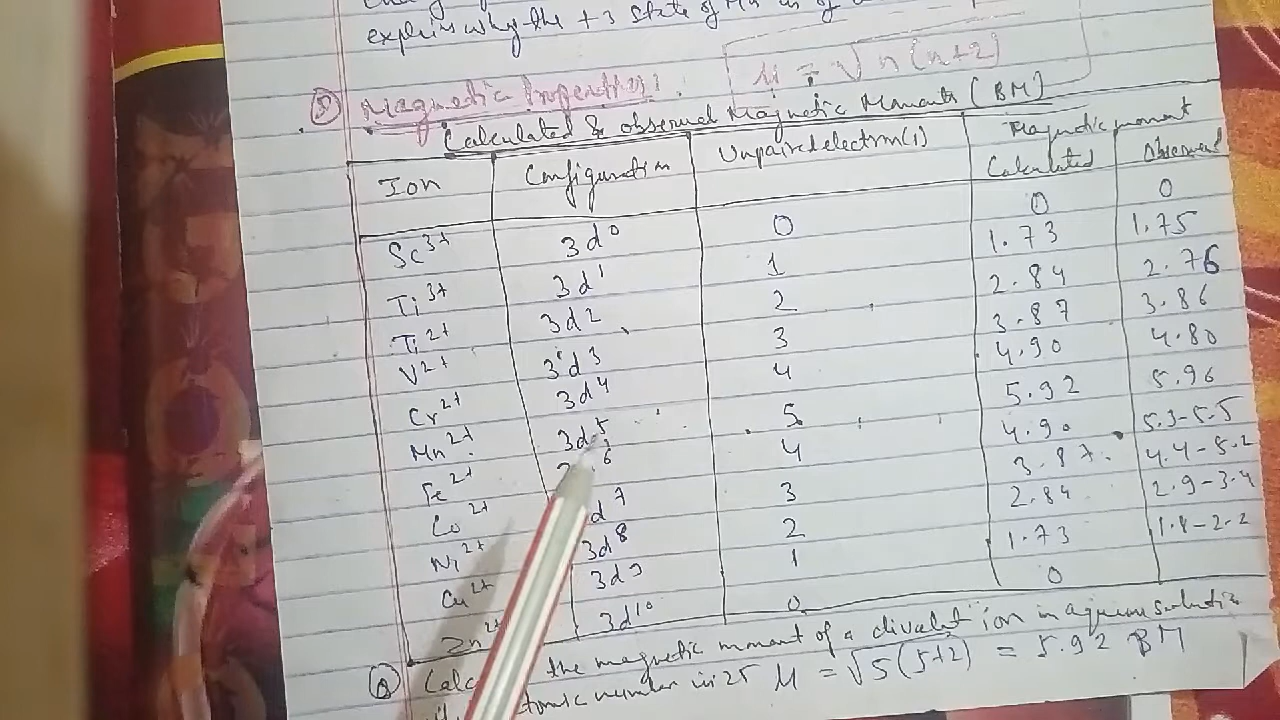 explains why the +3 state of Mn is of
⑤ Magnetic Properties: μ = √n(n+2)
Calculated & observed Magnetic Moments (BM)
Ion Configuration Unpaired electron(1) Magnetic moment
Calculated Observed
Sc3+ 3d0 0 0 0
Ti3+ 3d1 1 1.73 1.75
Ti2+ 3d2 2 2.84 2.76
V2+ 3d3 3 3.87 3.86
Cr2+ 3d4 4 4.90 4.80
Mn2+ 3d5 5 5.92 5.96
Fe2+ 6 4 4.90 5.3-5.5
Co2+ d7 3 3.87 4.4-5.2
Ni2+ 3d8 2 2.84 2.9-3.4
Cu2+ 3d9 1 1.73 1.8-2.2
Zn2+ 3d10 0 0
Q Calc the magnetic moment of a divalent ion in aqueous solution
atomic number is 25 μ = √5(5+2) = 5.92 BM